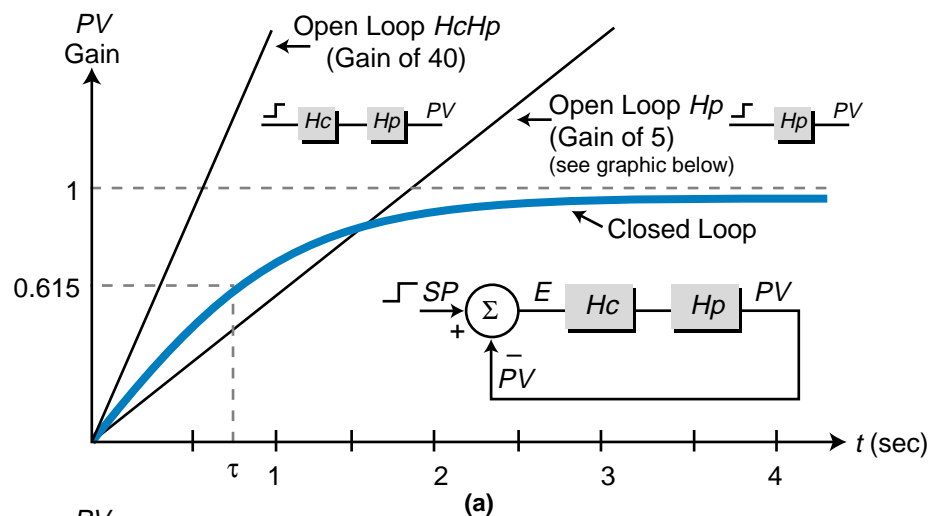 PV
Gain
Open Loop HcHp
(Gain of 40)
Hc
Hp
PV
Open Loop Hp
(Gain of 5)
(see graphic below)
Hp
PV
1
Closed Loop
0.615
SP
+
Σ
E
Hc
Hp
PV
−
PV
τ
1
2
3
4
t (sec)
(a)
PV